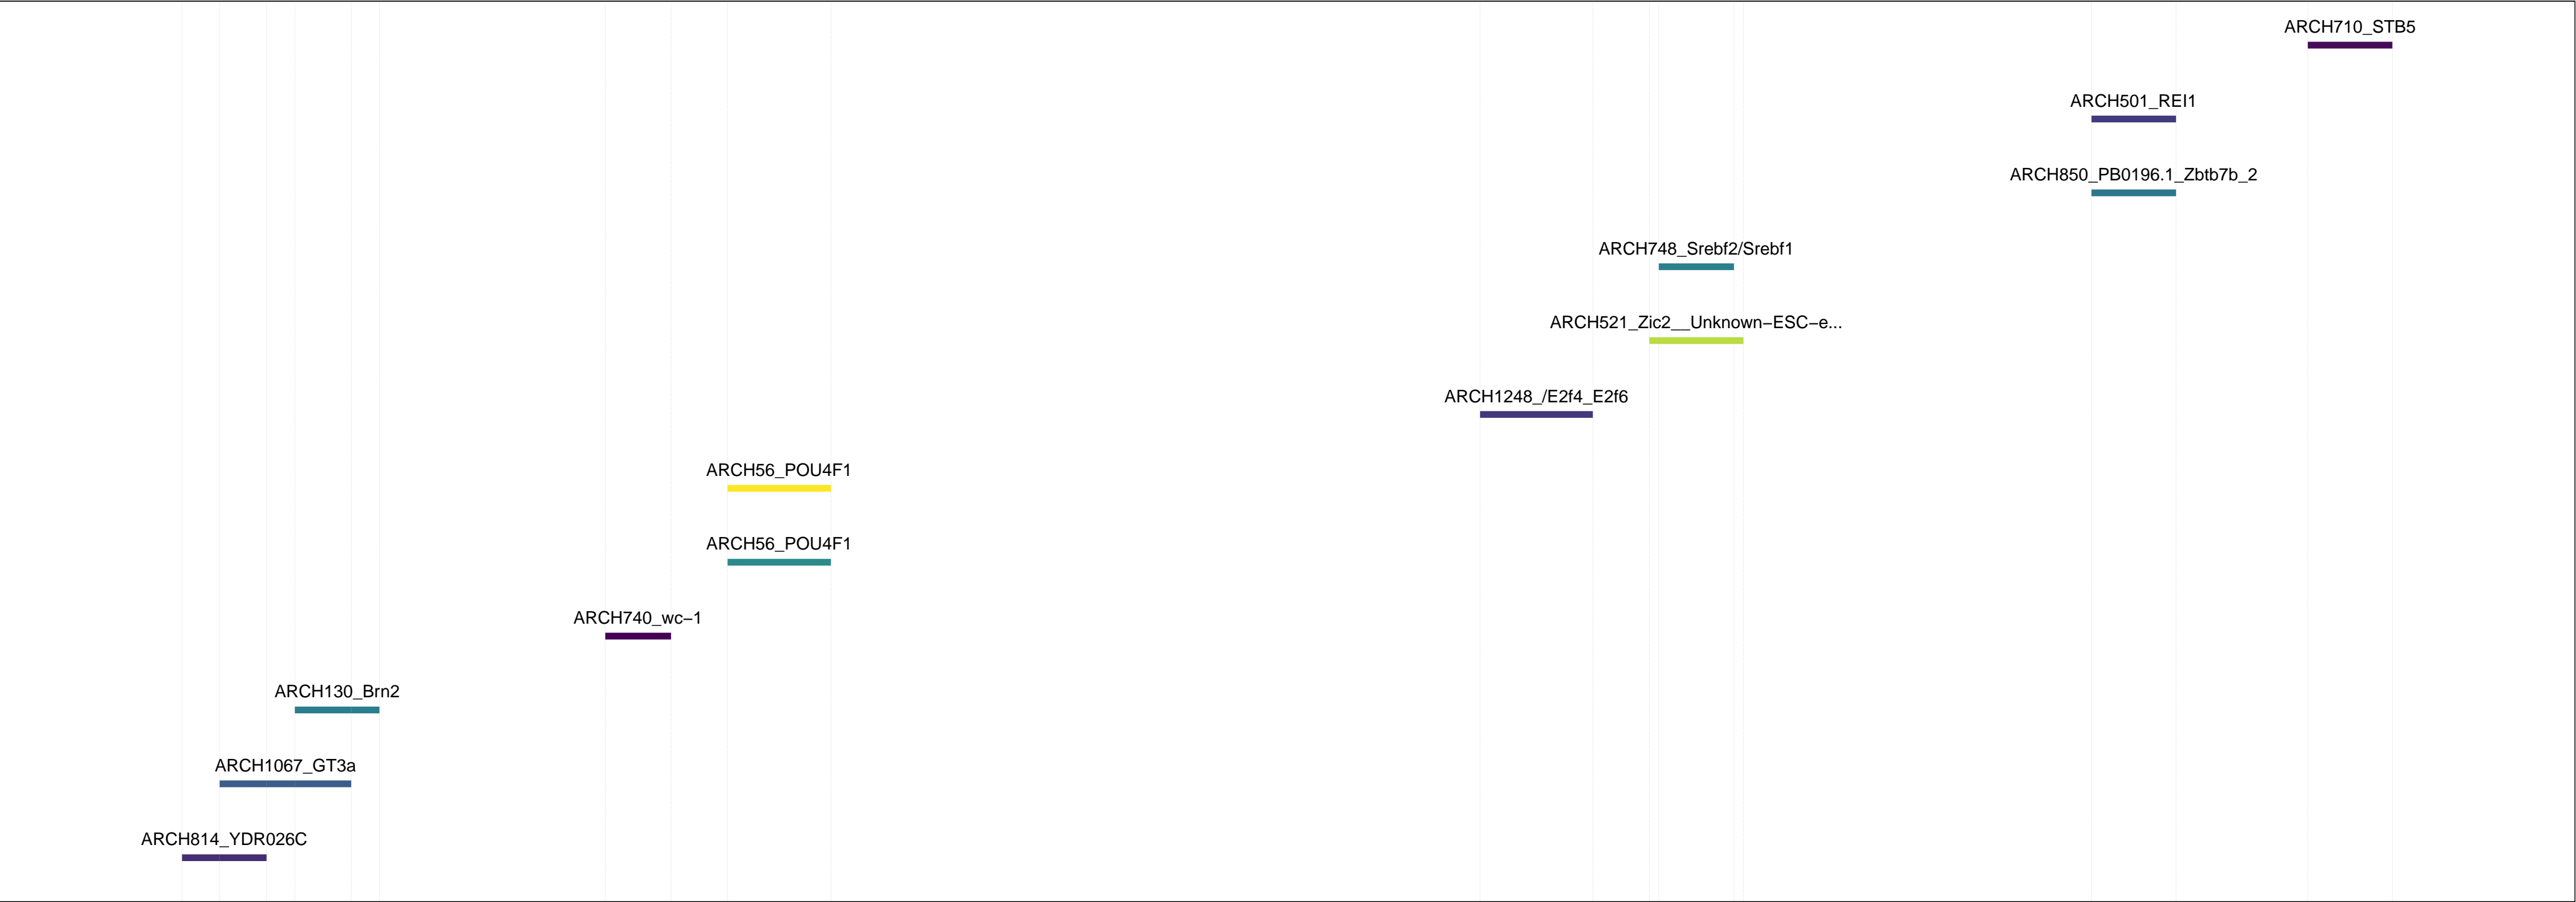 ARCH710_STB5
ARCH501_REI1
ARCH850_PB0196.1_Zbtb7b_2
ARCH748_Srebf2/Srebf1
ARCH521_Zic2__Unknown−ESC−e...
ARCH1248_/E2f4_E2f6
ARCH56_POU4F1
ARCH56_POU4F1
ARCH740_wc−1
ARCH130_Brn2
ARCH1067_GT3a
ARCH814_YDR026C